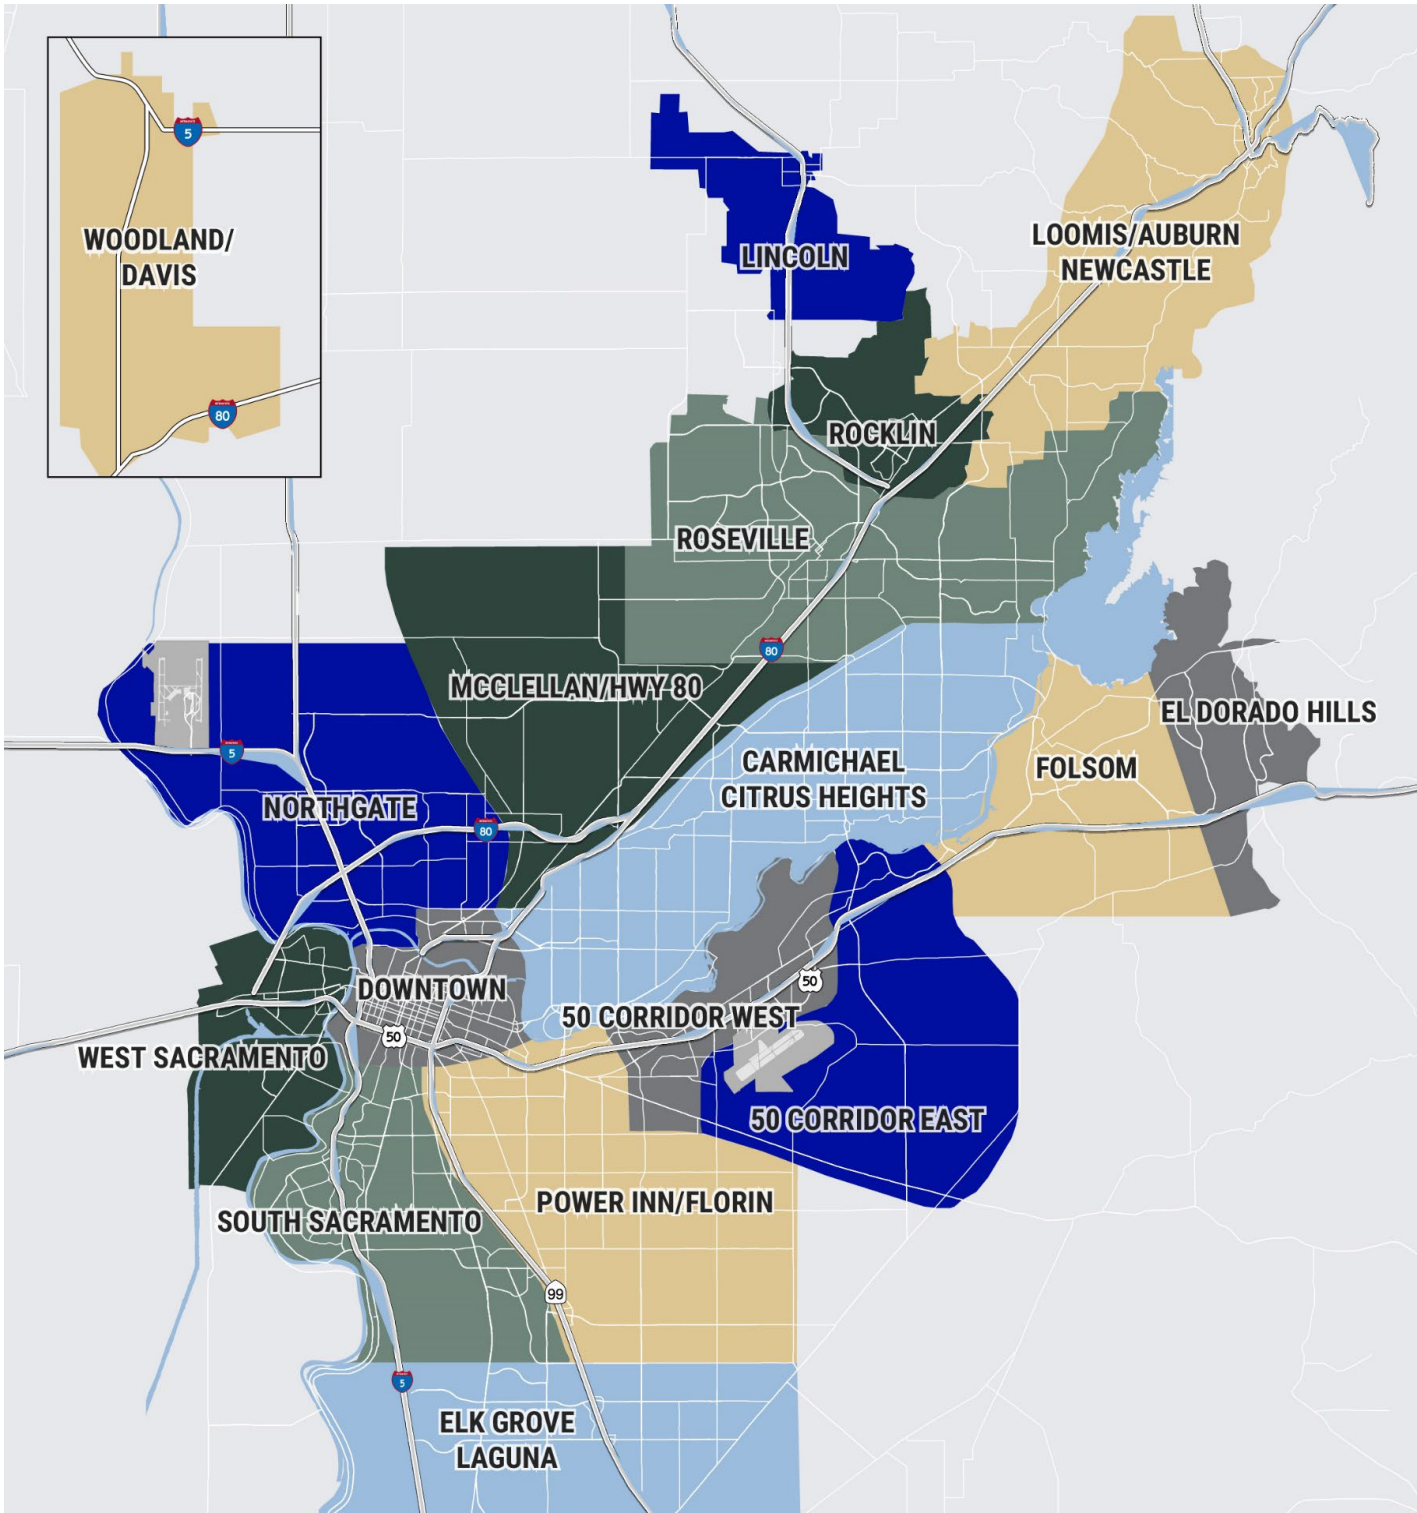 5
WOODLAND/
DAVIS
80
LINCOLN
LOOMIS/AUBURN
NEWCASTLE
ROCKLIN
ROSEVILLE
80
MCCLELLAN/HWY 80
EL DORADO HILLS
5
CARMICHAEL
CITRUS HEIGHTS
FOLSOM
NORTHGATE
80
50
DOWNTOWN
50 CORRIDOR WEST
50
WEST SACRAMENTO
50 CORRIDOR EAST
POWER INN/FLORIN
SOUTH SACRAMENTO
99
5
ELK GROVE
LAGUNA